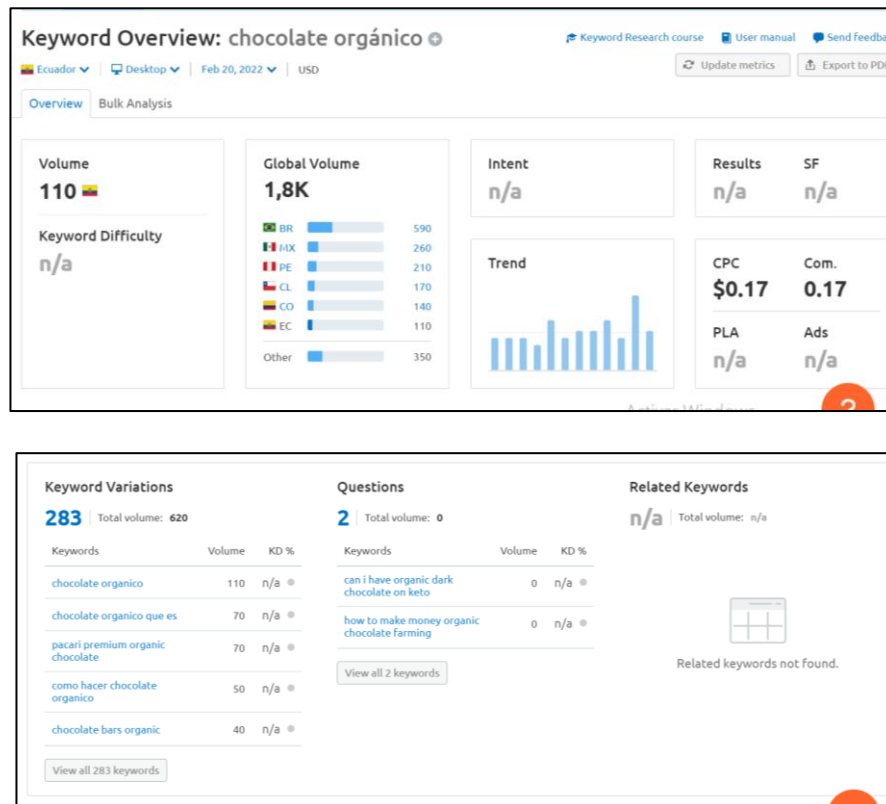 Keyword Overview: chocolate orgánico
Keyword Research course User manual Send feedba
Ecuador Desktop Feb 20, 2022 USD
Update metrics Export to PD
Overview Bulk Analysis
Volume
110
Keyword Difficulty
n/a
Global Volume
1,8K
BR 590
MX 260
PE 210
CL 170
CO 140
EC 110
Other 350
Intent
n/a
Trend
Results SF
n/a n/a
CPC Com.
$0.17 0.17
PLA Ads
n/a n/a
Keyword Variations
283 Total volume: 620
Keywords Volume KD %
chocolate organico 110 n/a
chocolate organico que es 70 n/a
pacari premium organic
chocolate 70 n/a
como hacer chocolate
organico 50 n/a
chocolate bars organic 40 n/a
View all 283 keywords
Questions
2 Total volume: 0
Keywords Volume KD %
can i have organic dark
chocolate on keto 0 n/a
how to make money organic
chocolate farming 0 n/a
View all 2 keywords
Related Keywords
n/a Total volume: n/a
Related keywords not found.